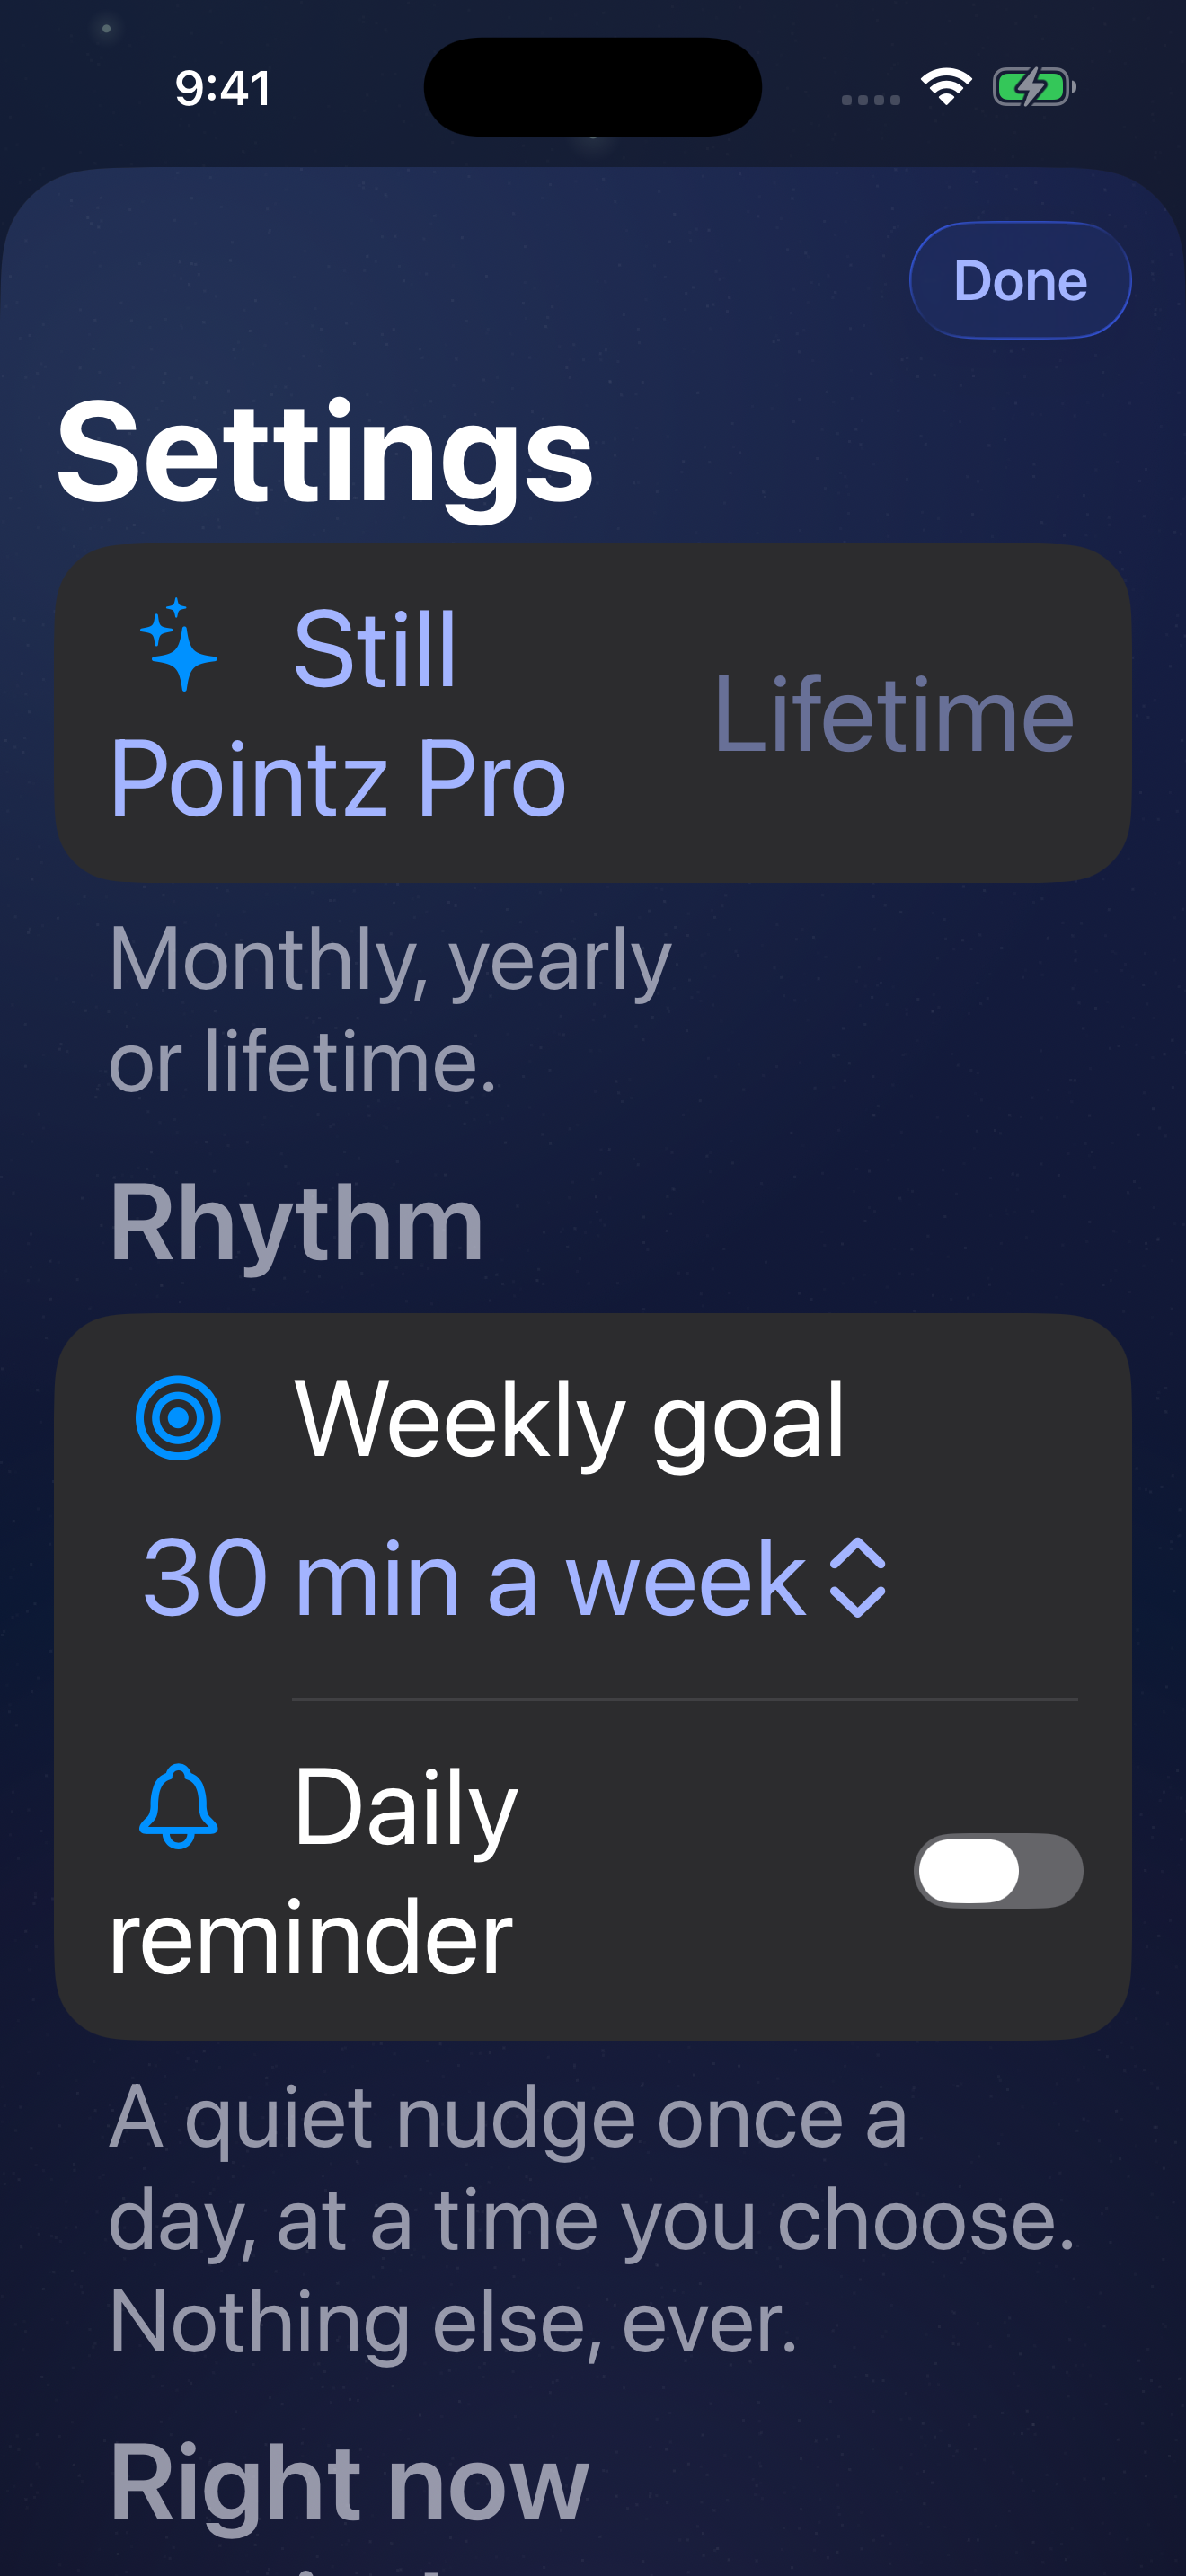 9:41
Done
Settings
Still
Pointz Pro
Lifetime
Monthly, yearly
or lifetime.
Rhythm
Weekly goal
30 min a week
Daily
reminder
A quiet nudge once a
day, at a time you choose.
Nothing else, ever.
Right now